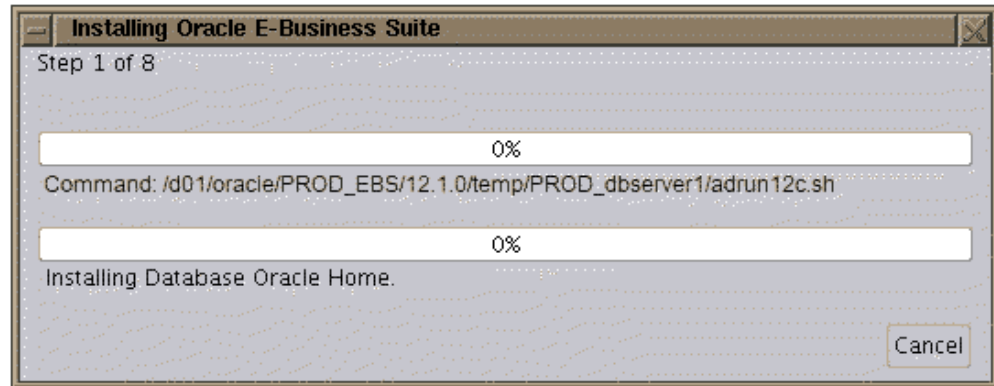 Installing Oracle E-Business Suite
Step 1 of 8
0%
Command: /d01/oracle/PROD_EBS/12.1.0/temp/PROD_dbserver1/adrun12c.sh
0%
Installing Database Oracle Home.
Cancel